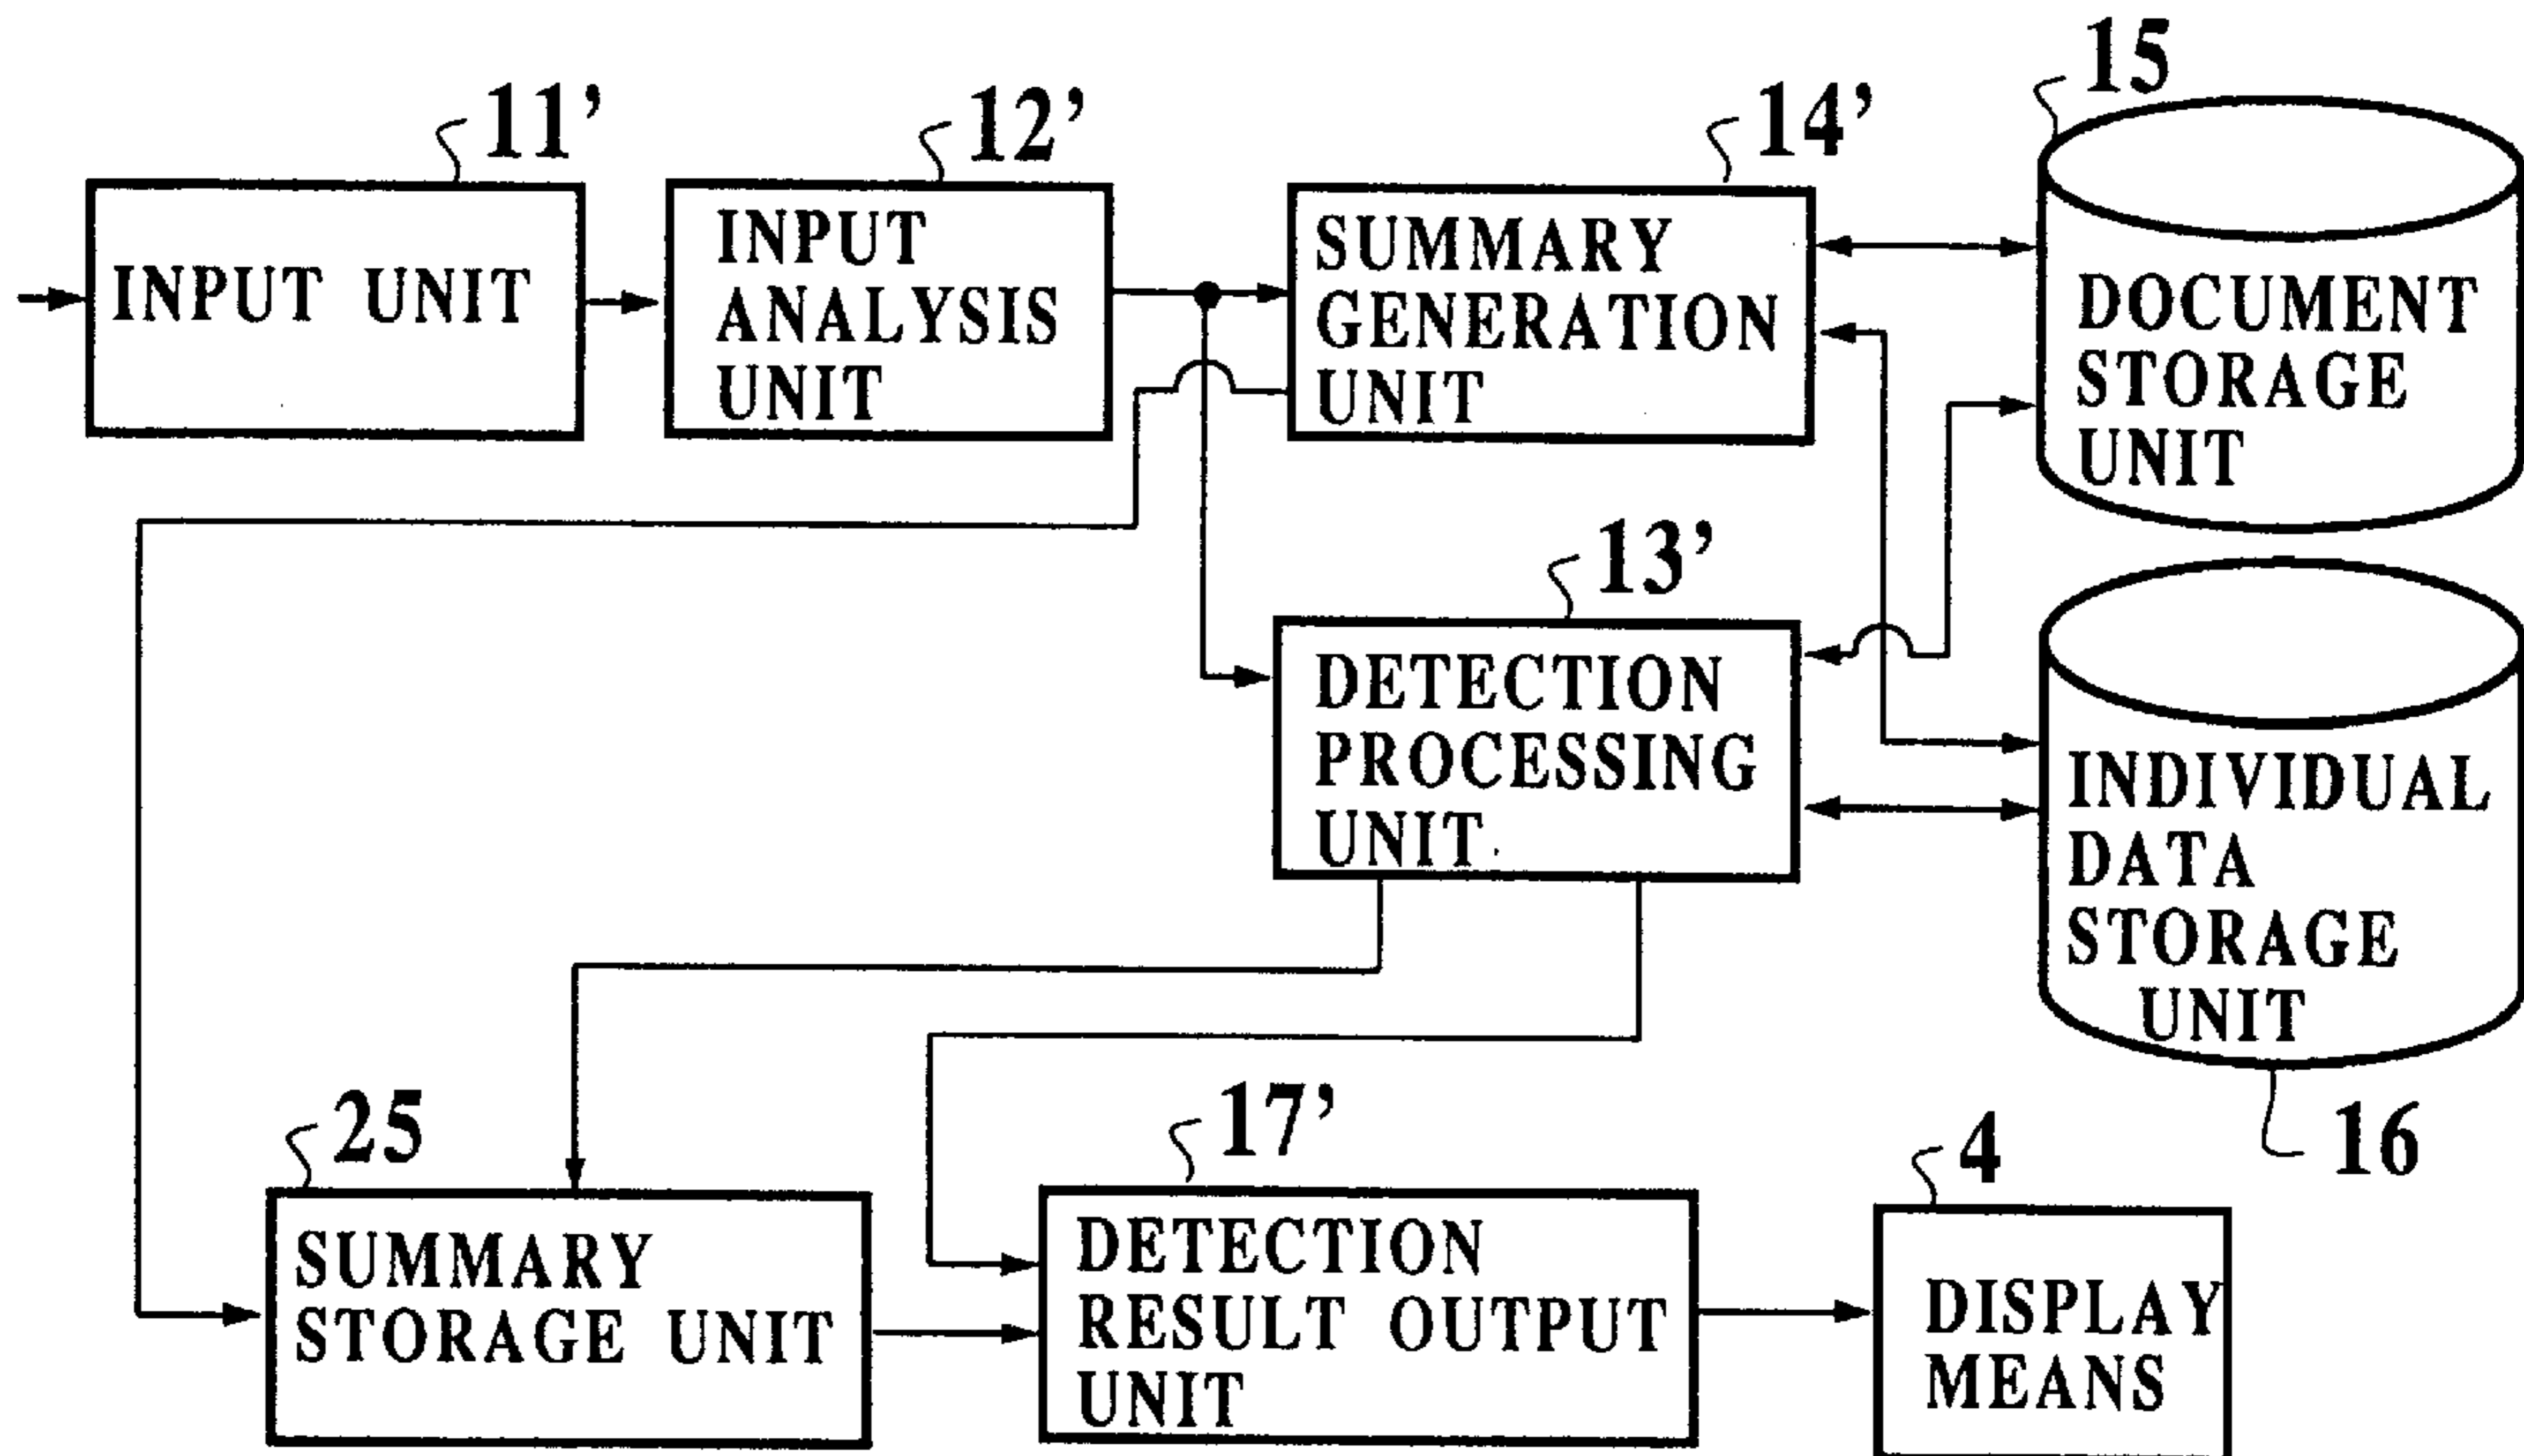 11'
INPUT UNIT
12'
INPUT
ANALYSIS
UNIT
14'
SUMMARY
GENERATION
UNIT
15
DOCUMENT
STORAGE
UNIT
13'
DETECTION
PROCESSING
UNIT
INDIVIDUAL
DATA
STORAGE
UNIT
16
25
SUMMARY
STORAGE UNIT
17'
DETECTION
RESULT OUTPUT
UNIT
4
DISPLAY
MEANS